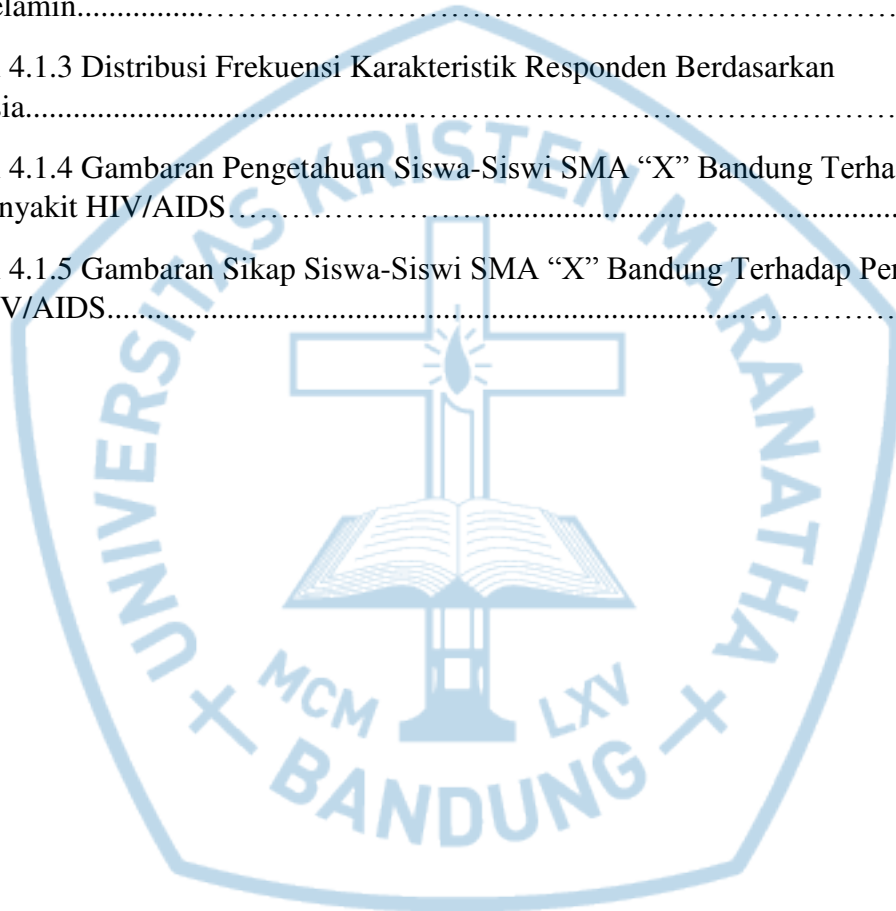 elamin...............……………………………………………………………
4.1.3 Distribusi Frekuensi Karakteristik Responden Berdasarkan
sia..................................................………………………………………
4.1.4 Gambaran Pengetahuan Siswa-Siswi SMA “X” Bandung Terha
nyakit HIV/AIDS……………………....................................................
4.1.5 Gambaran Sikap Siswa-Siswi SMA “X” Bandung Terhadap Pen
V/AIDS.................................................................................……………
UNIVERSITAS KRISTEN MARANATHA
MCM LXV
BANDUNG